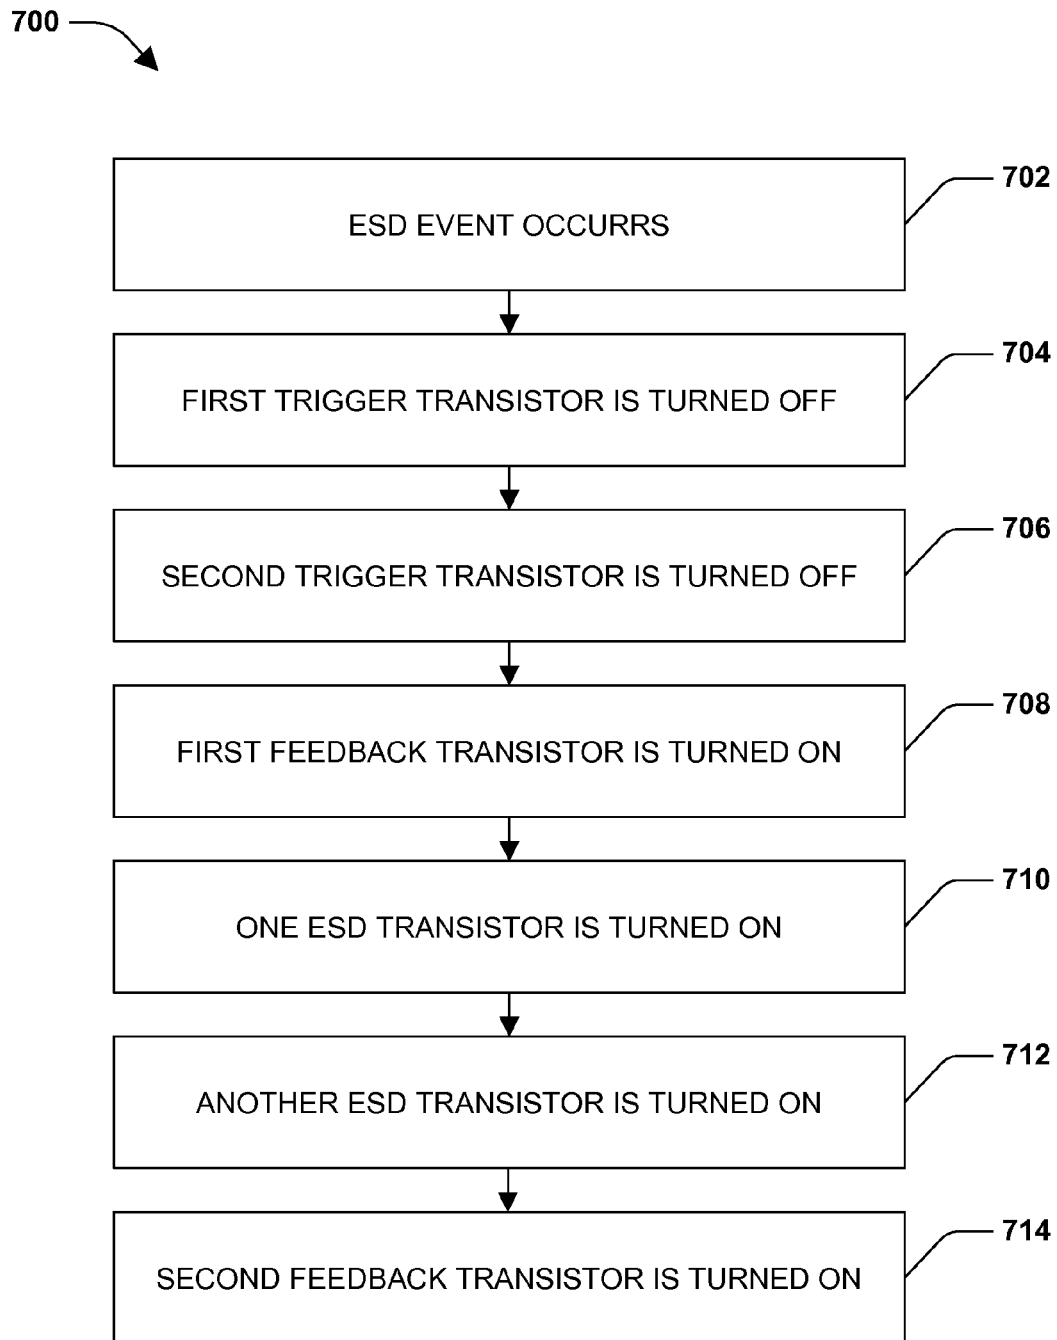 700
702
ESD EVENT OCCURRS
704
FIRST TRIGGER TRANSISTOR IS TURNED OFF
706
SECOND TRIGGER TRANSISTOR IS TURNED OFF
708
FIRST FEEDBACK TRANSISTOR IS TURNED ON
710
ONE ESD TRANSISTOR IS TURNED ON
712
ANOTHER ESD TRANSISTOR IS TURNED ON
714
SECOND FEEDBACK TRANSISTOR IS TURNED ON